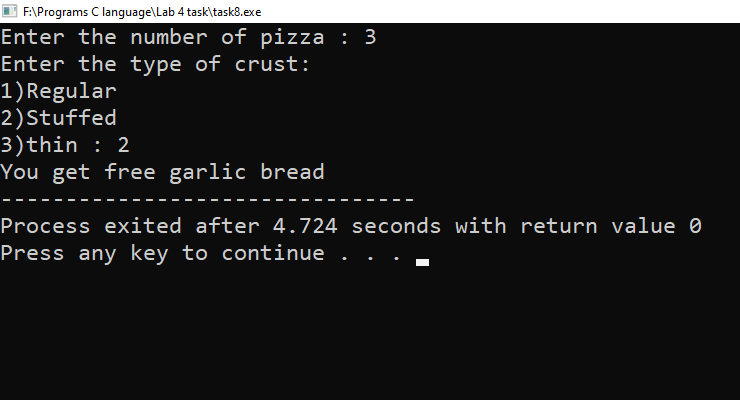 F:\Programs C language\Lab 4 task\task8.exe
Enter the number of pizza : 3
Enter the type of crust:
1)Regular
2)Stuffed
3)thin : 2
You get free garlic bread
--------------------------------
Process exited after 4.724 seconds with return value 0
Press any key to continue . . .